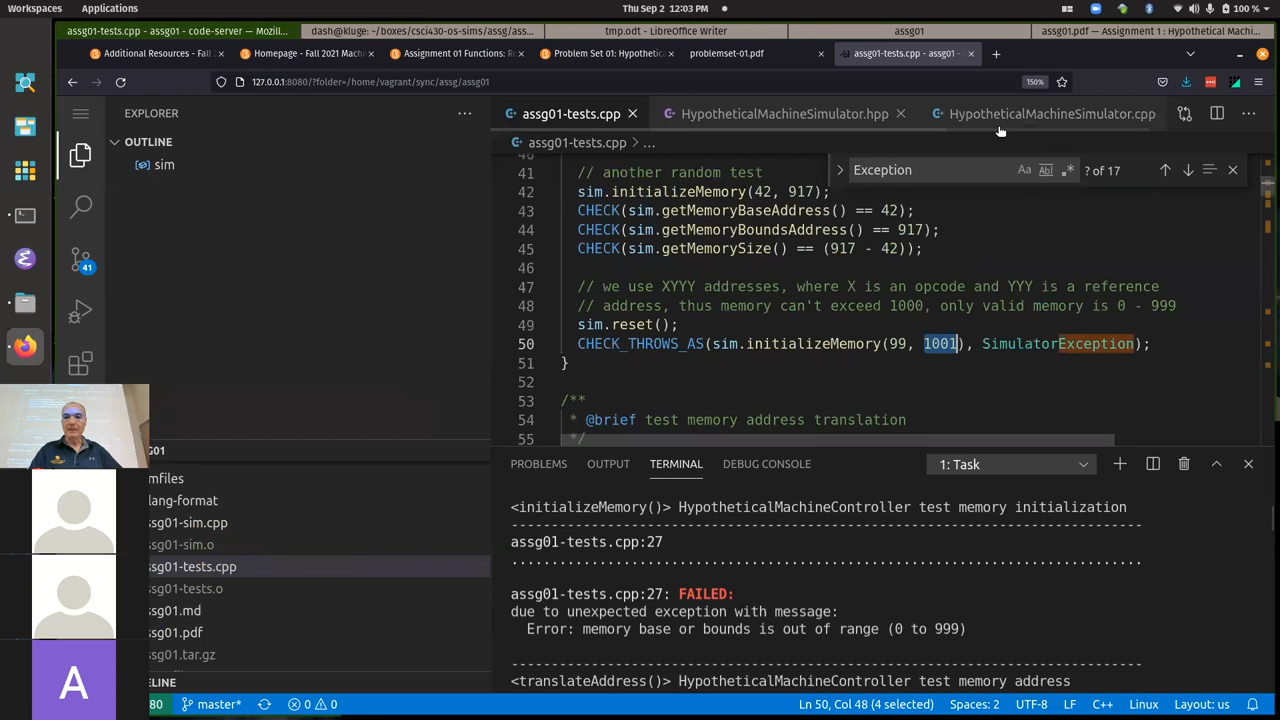 Workspaces Applications Thu Sep 2 12:03 PM 100 %
assg01-tests.cpp - assg01 - code-server — Mozill... dash@kluge: ~/boxes/csci430-os-sims/assg/assg... tmp.odt - LibreOffice Writer assg01 assg01.pdf — Assignment 1 : Hypothetical Machi...
Additional Resources - Fall Homepage - Fall 2021 Machi Assignment 01 Functions: Re Problem Set 01: Hypothetic problemset-01.pdf assg01-tests.cpp - assg01 -
127.0.0.1:8080/?folder=/home/vagrant/sync/assg/assg01 150%
EXPLORER
OUTLINE
sim
41
assg01-tests.cpp HypotheticalMachineSimulator.hpp HypotheticalMachineSimulator.cpp
assg01-tests.cpp > ...
Exception Aa ? of 17
40
41 // another random test
42 sim.initializeMemory(42, 917);
43 CHECK(sim.getMemoryBaseAddress() == 42);
44 CHECK(sim.getMemoryBoundsAddress() == 917);
45 CHECK(sim.getMemorySize() == (917 - 42));
46
47 // we use XYYY addresses, where X is an opcode and YYY is a reference
48 // address, thus memory can't exceed 1000, only valid memory is 0 - 999
49 sim.reset();
50 CHECK_THROWS_AS(sim.initializeMemory(99, 1001), SimulatorException);
51 }
52
53 /**
54 * @brief test memory address translation
55 */
G01
mfiles
lang-format
ssg01-sim.cpp
ssg01-sim.o
ssg01-tests.cpp
ssg01-tests.o
ssg01.md
ssg01.pdf
ssg01.tar.gz
ELINE
A
PROBLEMS OUTPUT TERMINAL DEBUG CONSOLE 1: Task
<initializeMemory()> HypotheticalMachineController test memory initialization
-------------------------------------------------------------------------------
assg01-tests.cpp:27
...............................................................................
assg01-tests.cpp:27: FAILED:
due to unexpected exception with message:
Error: memory base or bounds is out of range (0 to 999)
-------------------------------------------------------------------------------
<translateAddress()> HypotheticalMachineController test memory address
80 master* 0 0 Ln 50, Col 48 (4 selected) Spaces: 2 UTF-8 LF C++ Linux Layout: us